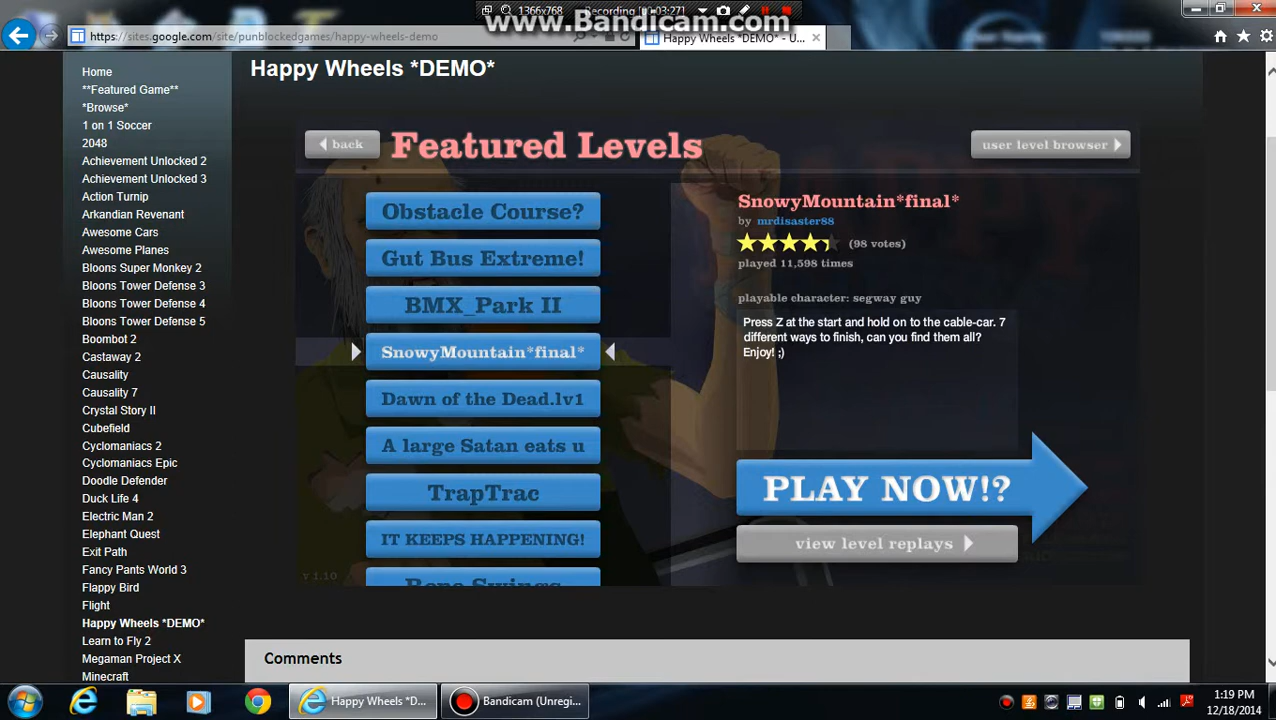 1366x768
Recording [00:03:27]
www.Bandicam.com
https://sites.google.com/site/punblockedgames/happy-wheels-demo
Happy Wheels *DEMO* - U...
Home
**Featured Game**
*Browse*
1 on 1 Soccer
2048
Achievement Unlocked 2
Achievement Unlocked 3
Action Turnip
Arkandian Revenant
Awesome Cars
Awesome Planes
Bloons Super Monkey 2
Bloons Tower Defense 3
Bloons Tower Defense 4
Bloons Tower Defense 5
Boombot 2
Castaway 2
Causality
Causality 7
Crystal Story II
Cubefield
Cyclomaniacs 2
Cyclomaniacs Epic
Doodle Defender
Duck Life 4
Electric Man 2
Elephant Quest
Exit Path
Fancy Pants World 3
Flappy Bird
Flight
Happy Wheels *DEMO*
Learn to Fly 2
Megaman Project X
Minecraft
Happy Wheels *DEMO*
back
Featured Levels
user level browser
Obstacle Course?
Gut Bus Extreme!
BMX_Park II
SnowyMountain*final*
Dawn of the Dead.lv1
A large Satan eats u
TrapTrac
IT KEEPS HAPPENING!
Rope Swings
v 1.10
SnowyMountain*final*
by mrdisaster88
(98 votes)
played 11,598 times
playable character: segway guy
Press Z at the start and hold on to the cable-car. 7
different ways to finish, can you find them all?
Enjoy! ;)
PLAY NOW!?
view level replays
Comments
Happy Wheels *D...
Bandicam (Unregi...
1:19 PM
12/18/2014